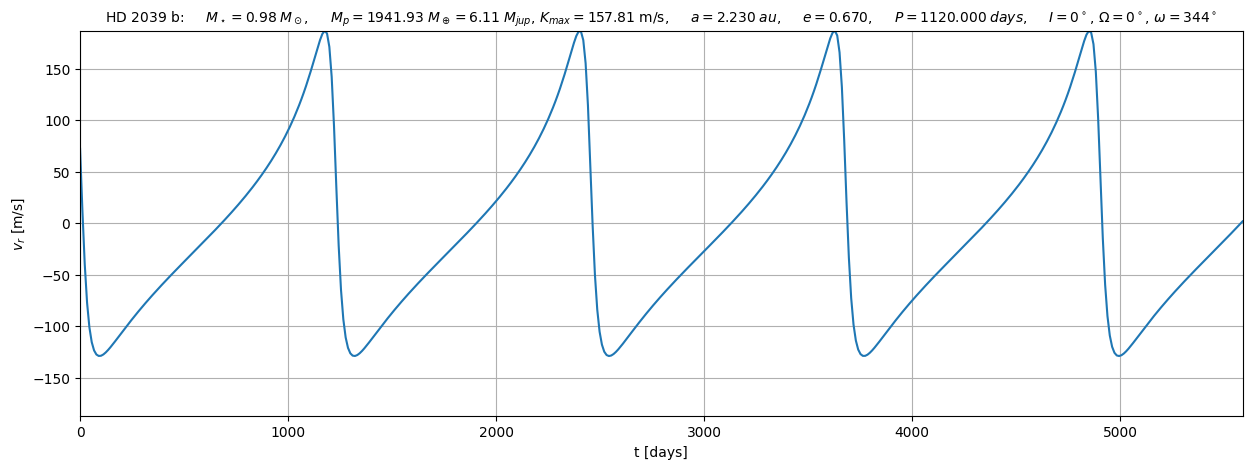 HD 2039 b: M⋆ = 0.98 M⊙, Mp = 1941.93 M⊕ = 6.11 Mjup, Kmax = 157.81 m/s, a = 2.230 au, e = 0.670, P = 1120.000 days, I = 0°, Ω = 0°, ω = 344°
150
100
50
0
−50
−100
−150
vr [m/s]
0 1000 2000 3000 4000 5000
t [days]